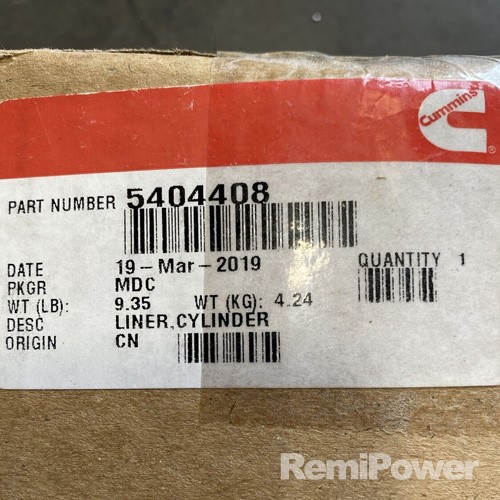 Cummins®
PART NUMBER 5404408
DATE 19-Mar-2019 QUANTITY 1
PKGR MDC
WT (LB): 9.35 WT (KG): 4.24
DESC LINER,CYLINDER
ORIGIN CN
RemiPower